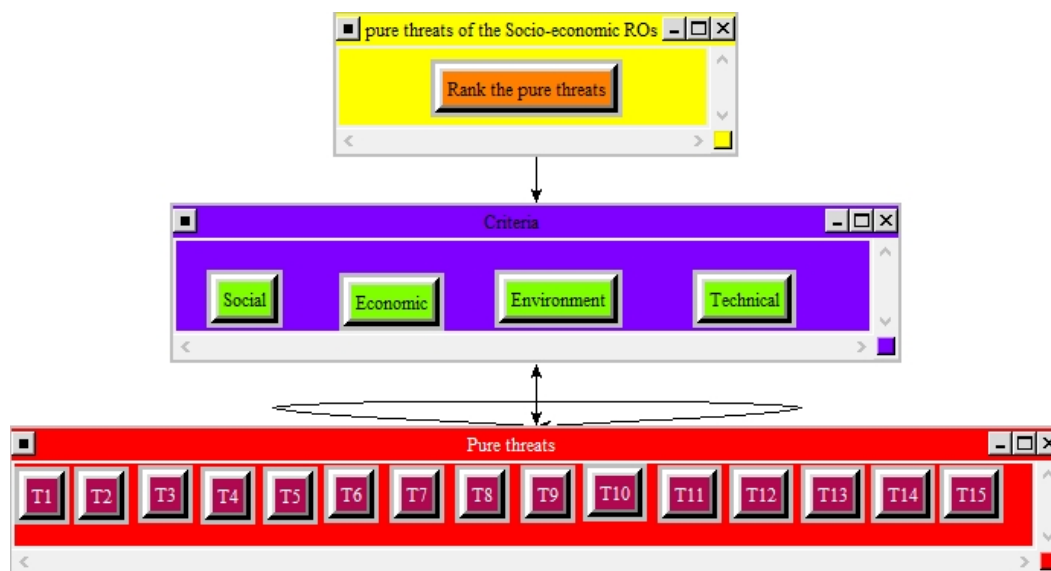 pure threats of the Socio-economic ROs
Rank the pure threats
Criteria
Social
Economic
Environment
Technical
Pure threats
T1 T2 T3 T4 T5 T6 T7 T8 T9 T10 T11 T12 T13 T14 T15